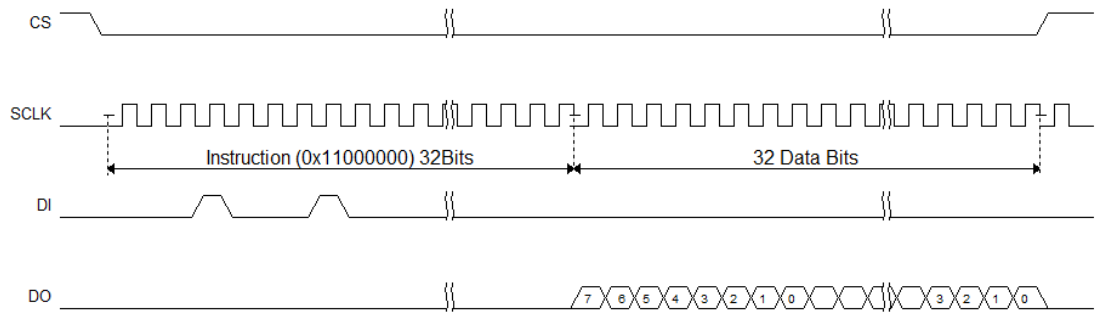 CS
SCLK
Instruction (0x11000000) 32Bits
32 Data Bits
DI
DO
7 6 5 4 3 2 1 0 3 2 1 0